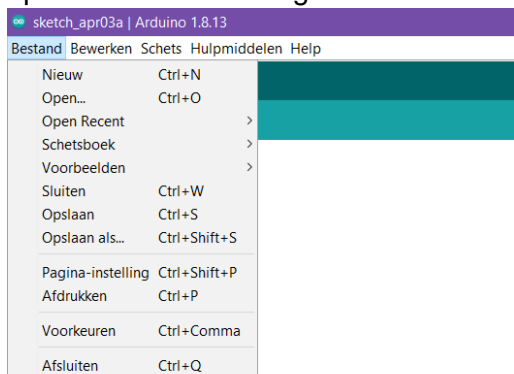 sketch_apr03a | Arduino 1.8.13
Bestand Bewerken Schets Hulpmiddelen Help
Nieuw Ctrl+N
Open... Ctrl+O
Open Recent >
Schetsboek >
Voorbeelden >
Sluiten Ctrl+W
Opslaan Ctrl+S
Opslaan als... Ctrl+Shift+S
Pagina-instelling Ctrl+Shift+P
Afdrukken Ctrl+P
Voorkeuren Ctrl+Comma
Afsluiten Ctrl+Q